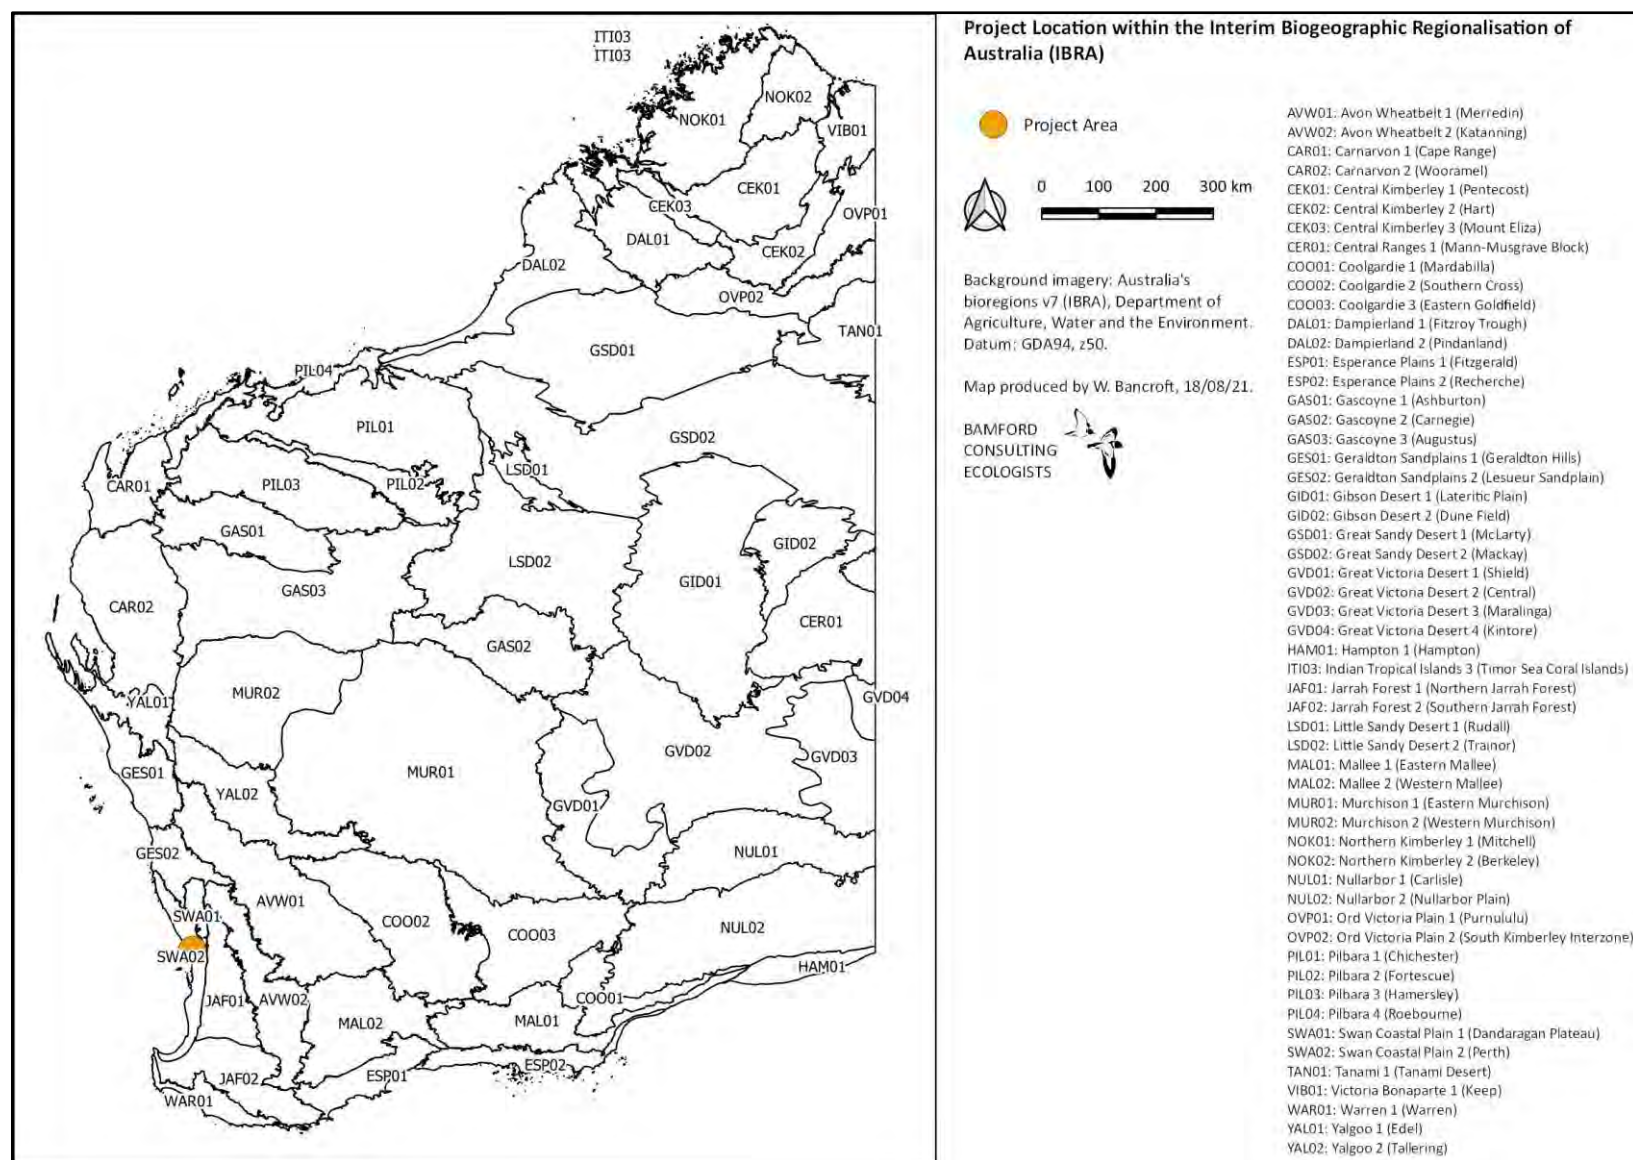 ITI03
ITI03
NOK02
NOK01
VIB01
CEK01
CEK03
OVP01
DAL01
CEK02
DAL02
OVP02
TAN01
GSD01
PIL04
PIL01
GSD02
LSD01
CAR01
PIL03
PIL02
GAS01
GID02
LSD02
GID01
GAS03
CAR02
CER01
GAS02
MUR02
YAL01
GVD04
GVD02
GVD03
GES01
MUR01
YAL02
GVD01
GES02
NUL01
AVW01
SWA01
COO02
COO03
NUL02
SWA02
HAM01
JAF01
AVW02
COO01
MAL02
MAL01
ESP02
JAF02
ESP01
WAR01
Project Location within the Interim Biogeographic Regionalisation of
Australia (IBRA)
Project Area
0 100 200 300 km
Background imagery: Australia's
bioregions v7 (IBRA), Department of
Agriculture, Water and the Environment.
Datum: GDA94, z50.
Map produced by W. Bancroft, 18/08/21.
BAMFORD
CONSULTING
ECOLOGISTS
AVW01: Avon Wheatbelt 1 (Merredin)
AVW02: Avon Wheatbelt 2 (Katanning)
CAR01: Carnarvon 1 (Cape Range)
CAR02: Carnarvon 2 (Wooramel)
CEK01: Central Kimberley 1 (Pentecost)
CEK02: Central Kimberley 2 (Hart)
CEK03: Central Kimberley 3 (Mount Eliza)
CER01: Central Ranges 1 (Mann-Musgrave Block)
COO01: Coolgardie 1 (Mardabilla)
COO02: Coolgardie 2 (Southern Cross)
COO03: Coolgardie 3 (Eastern Goldfield)
DAL01: Dampierland 1 (Fitzroy Trough)
DAL02: Dampierland 2 (Pindanland)
ESP01: Esperance Plains 1 (Fitzgerald)
ESP02: Esperance Plains 2 (Recherche)
GAS01: Gascoyne 1 (Ashburton)
GAS02: Gascoyne 2 (Carnegie)
GAS03: Gascoyne 3 (Augustus)
GES01: Geraldton Sandplains 1 (Geraldton Hills)
GES02: Geraldton Sandplains 2 (Lesueur Sandplain)
GID01: Gibson Desert 1 (Lateritic Plain)
GID02: Gibson Desert 2 (Dune Field)
GSD01: Great Sandy Desert 1 (McLarty)
GSD02: Great Sandy Desert 2 (Mackay)
GVD01: Great Victoria Desert 1 (Shield)
GVD02: Great Victoria Desert 2 (Central)
GVD03: Great Victoria Desert 3 (Maralinga)
GVD04: Great Victoria Desert 4 (Kintore)
HAM01: Hampton 1 (Hampton)
ITI03: Indian Tropical Islands 3 (Timor Sea Coral Islands)
JAF01: Jarrah Forest 1 (Northern Jarrah Forest)
JAF02: Jarrah Forest 2 (Southern Jarrah Forest)
LSD01: Little Sandy Desert 1 (Rudall)
LSD02: Little Sandy Desert 2 (Trainor)
MAL01: Mallee 1 (Eastern Mallee)
MAL02: Mallee 2 (Western Mallee)
MUR01: Murchison 1 (Eastern Murchison)
MUR02: Murchison 2 (Western Murchison)
NOK01: Northern Kimberley 1 (Mitchell)
NOK02: Northern Kimberley 2 (Berkeley)
NUL01: Nullarbor 1 (Carlisle)
NUL02: Nullarbor 2 (Nullarbor Plain)
OVP01: Ord Victoria Plain 1 (Purnululu)
OVP02: Ord Victoria Plain 2 (South Kimberley Interzone)
PIL01: Pilbara 1 (Chichester)
PIL02: Pilbara 2 (Fortescue)
PIL03: Pilbara 3 (Hamersley)
PIL04: Pilbara 4 (Roebourne)
SWA01: Swan Coastal Plain 1 (Dandaragan Plateau)
SWA02: Swan Coastal Plain 2 (Perth)
TAN01: Tanami 1 (Tanami Desert)
VIB01: Victoria Bonaparte 1 (Keep)
WAR01: Warren 1 (Warren)
YAL01: Yalgoo 1 (Edel)
YAL02: Yalgoo 2 (Tallering)